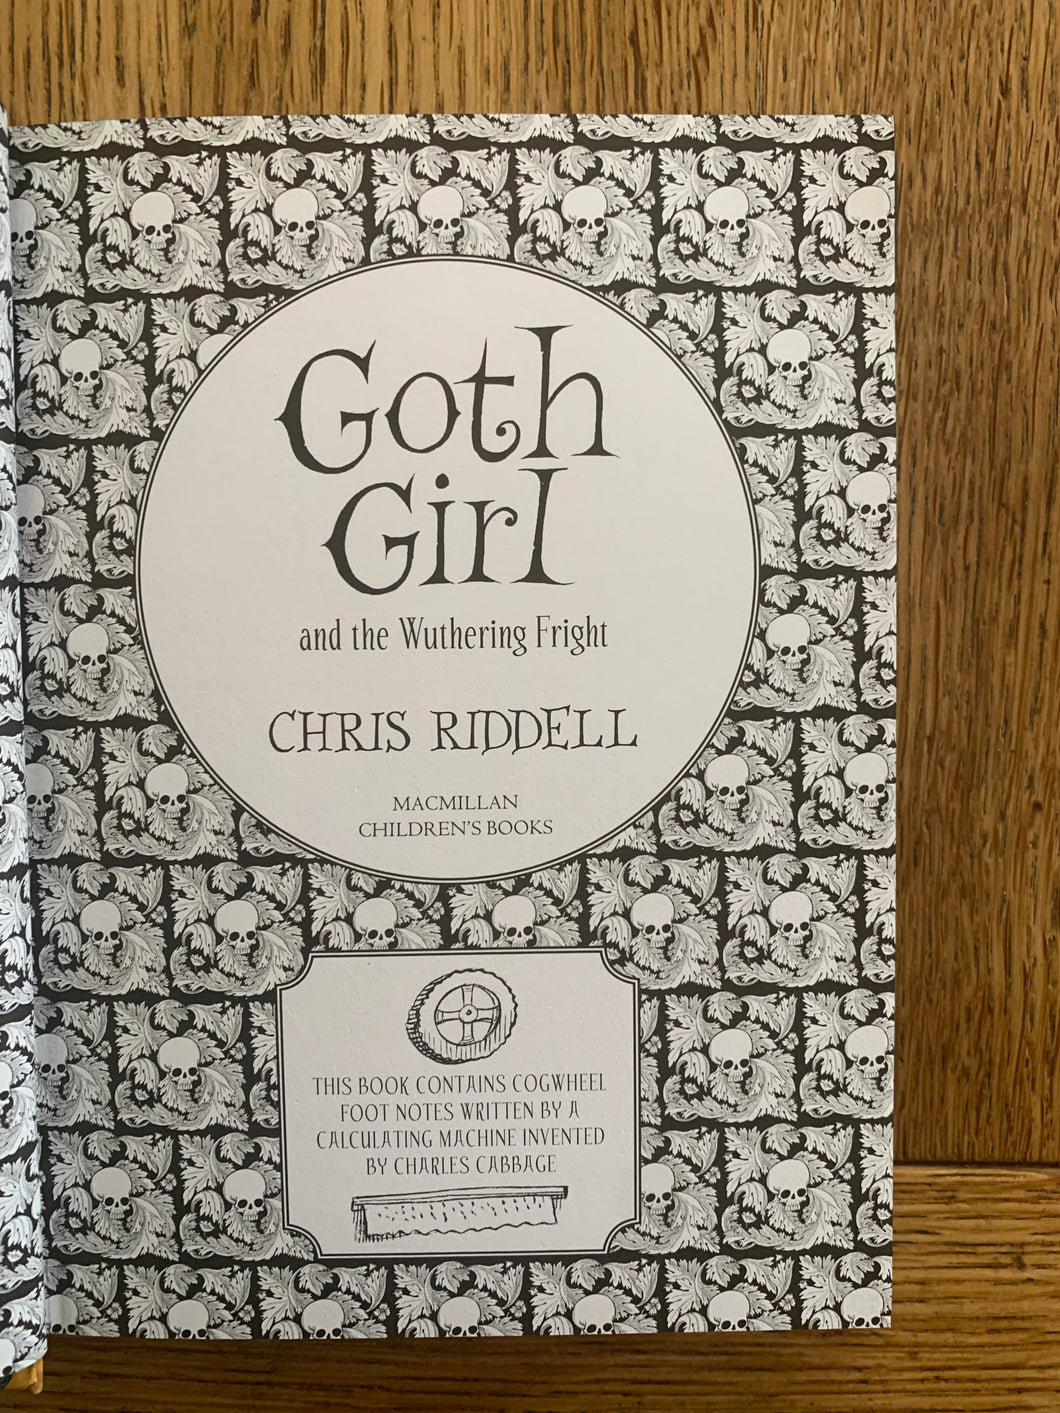 Goth
Girl
and the Wuthering Fright
CHRIS RIDDELL
MACMILLAN
CHILDREN'S BOOKS
THIS BOOK CONTAINS COGWHEEL
FOOT NOTES WRITTEN BY A
CALCULATING MACHINE INVENTED
BY CHARLES CABBAGE